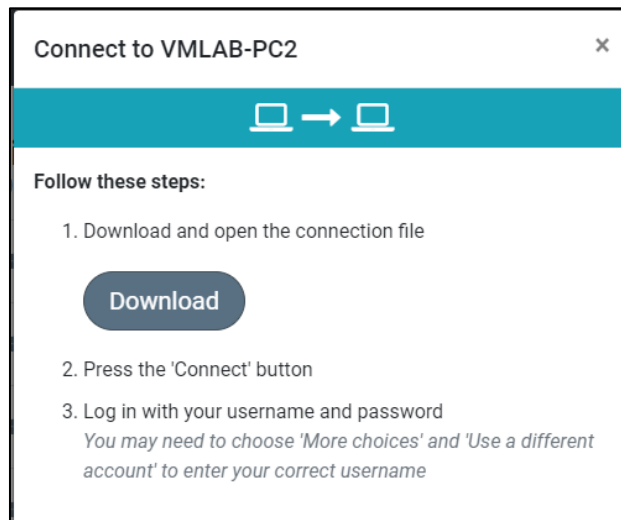 Connect to VMLAB-PC2 ×
Follow these steps:
1. Download and open the connection file
Download
2. Press the 'Connect' button
3. Log in with your username and password
You may need to choose 'More choices' and 'Use a different
account' to enter your correct username